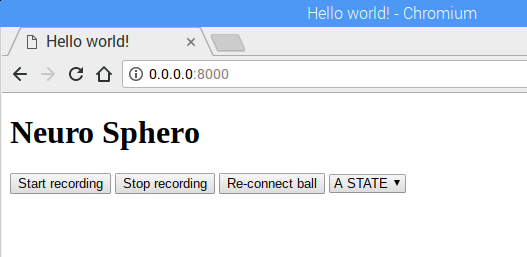 Hello world! - Chromium
Hello world!
0.0.0.0:8000
Neuro Sphero
Start recording Stop recording Re-connect ball A STATE